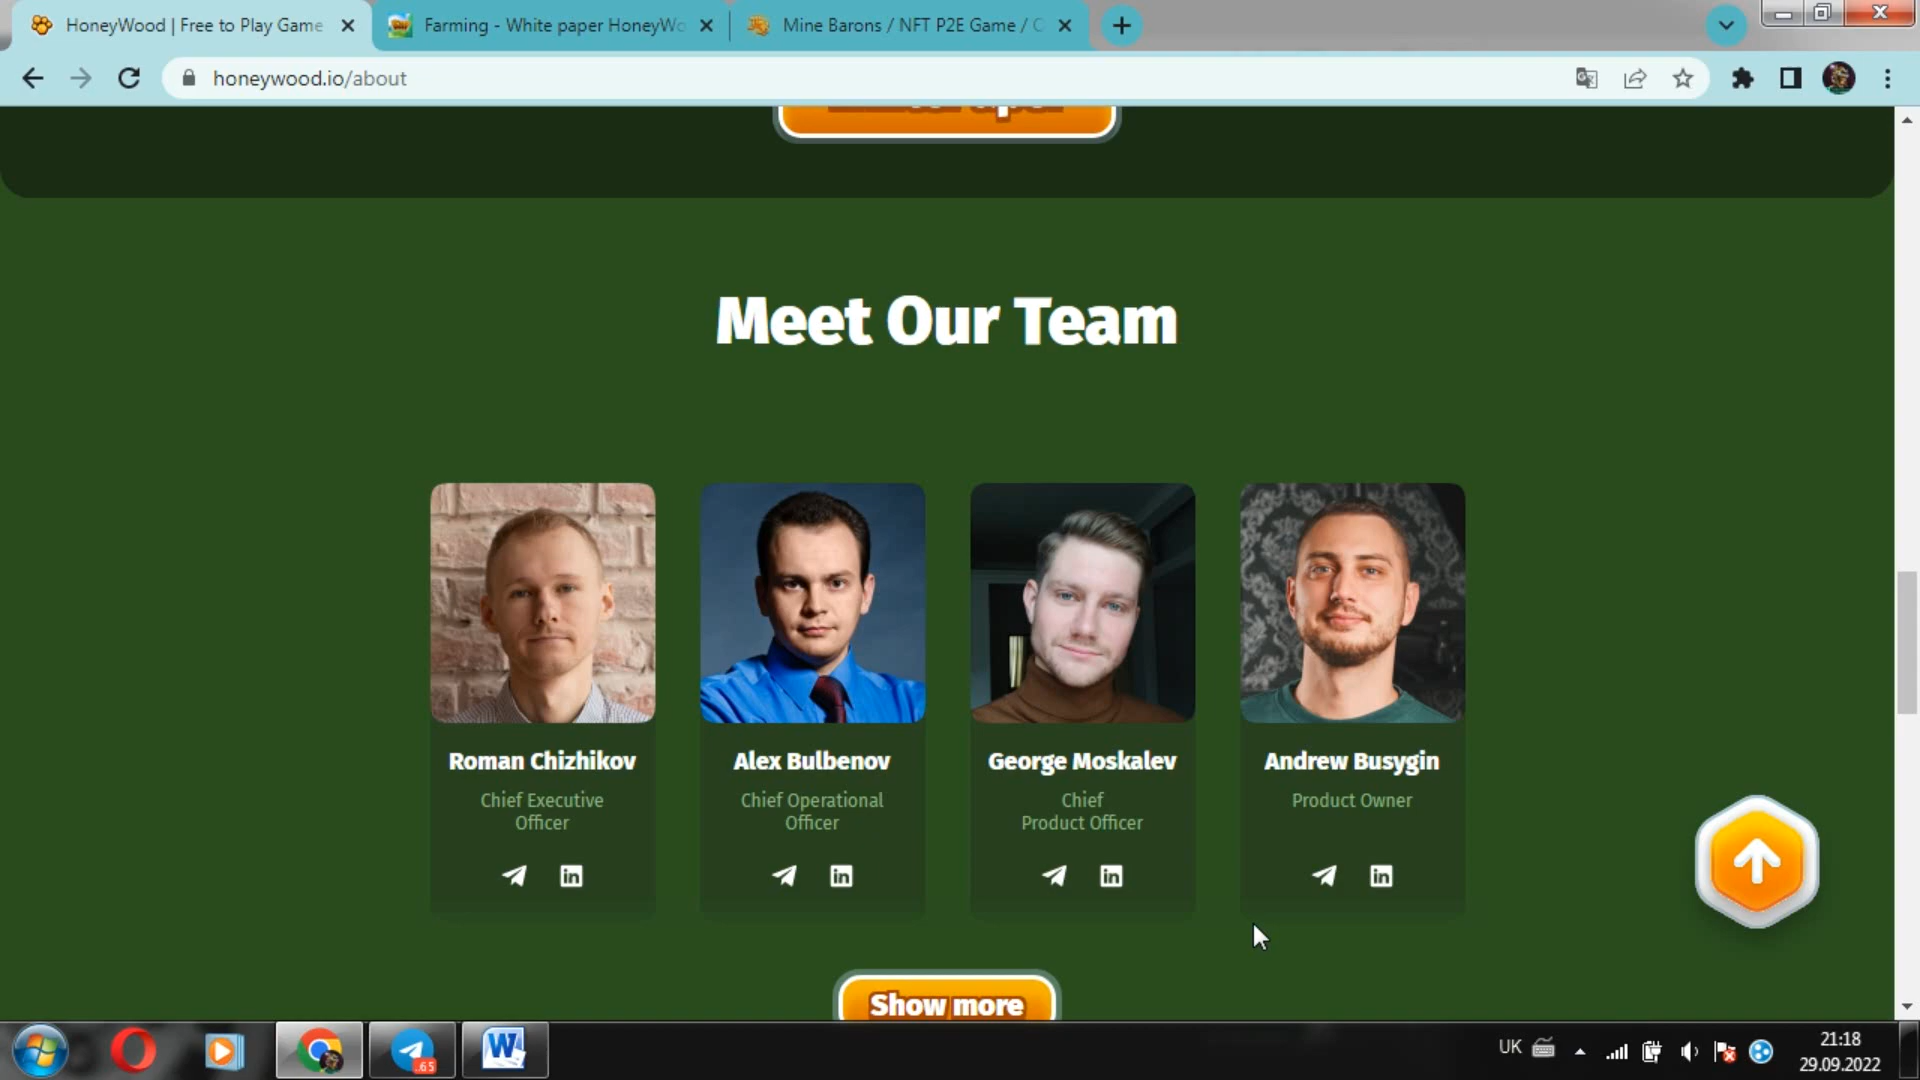 HoneyWood | Free to Play Game
Farming - White paper HoneyWo
Mine Barons / NFT P2E Game / C
honeywood.io/about
Meet Our Team
Roman Chizhikov
Chief Executive
Officer
Alex Bulbenov
Chief Operational
Officer
George Moskalev
Chief
Product Officer
Andrew Busygin
Product Owner
Show more
.65
UK
21:18
29.09.2022